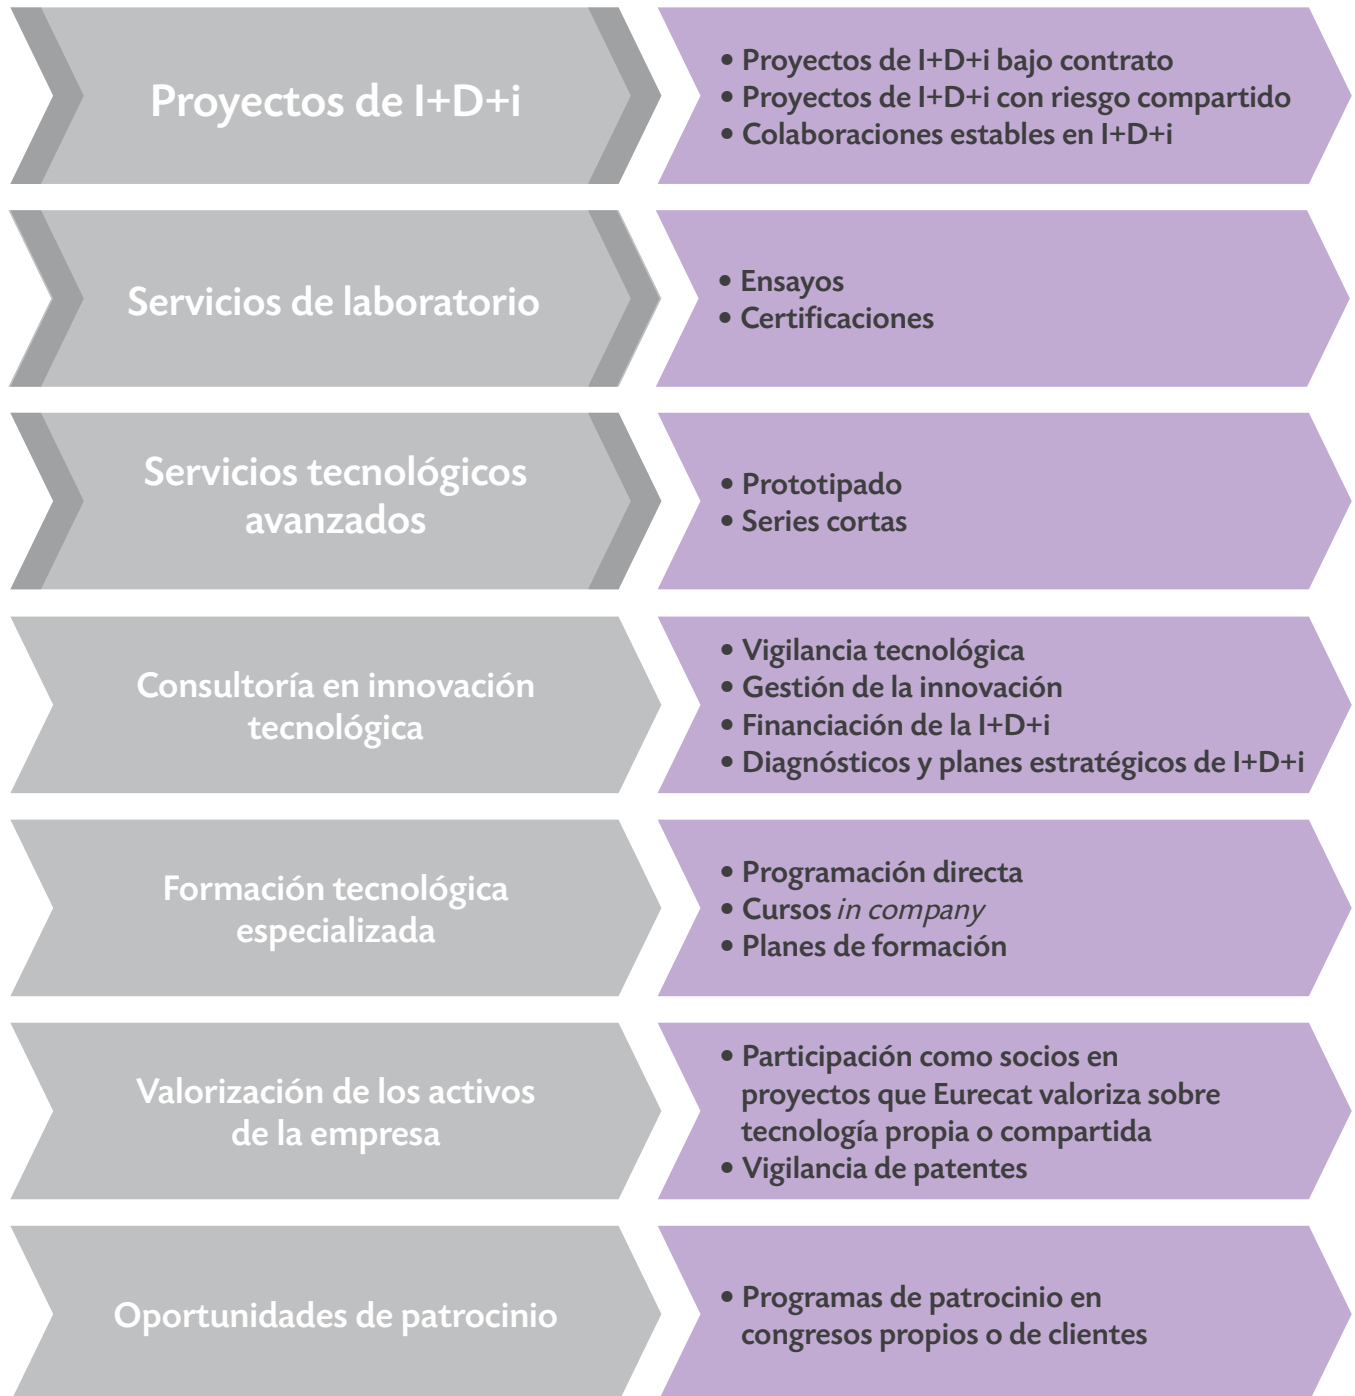 Proyectos de I+D+i
• Proyectos de I+D+i bajo contrato
• Proyectos de I+D+i con riesgo compartido
• Colaboraciones estables en I+D+i
Servicios de laboratorio
• Ensayos
• Certificaciones
Servicios tecnológicos
avanzados
• Prototipado
• Series cortas
Consultoría en innovación
tecnológica
• Vigilancia tecnológica
• Gestión de la innovación
• Financiación de la I+D+i
• Diagnósticos y planes estratégicos de I+D+i
Formación tecnológica
especializada
• Programación directa
• Cursos in company
• Planes de formación
Valorización de los activos
de la empresa
• Participación como socios en
proyectos que Eurecat valoriza sobre
tecnología propia o compartida
• Vigilancia de patentes
Oportunidades de patrocinio
• Programas de patrocinio en
congresos propios o de clientes